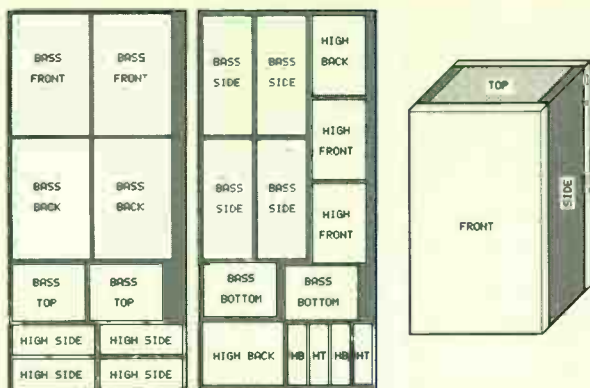 BASS FRONT
BASS FRONT
BASS BACK
BASS BACK
BASS TOP
BASS TOP
HIGH SIDE
HIGH SIDE
HIGH SIDE
HIGH SIDE
BASS SIDE
BASS SIDE
HIGH BACK
HIGH FRONT
BASS SIDE
BASS SIDE
HIGH FRONT
BASS BOTTOM
BASS BOTTOM
HIGH BACK
HB
HT
HB
HT
TOP
SIDE
FRONT